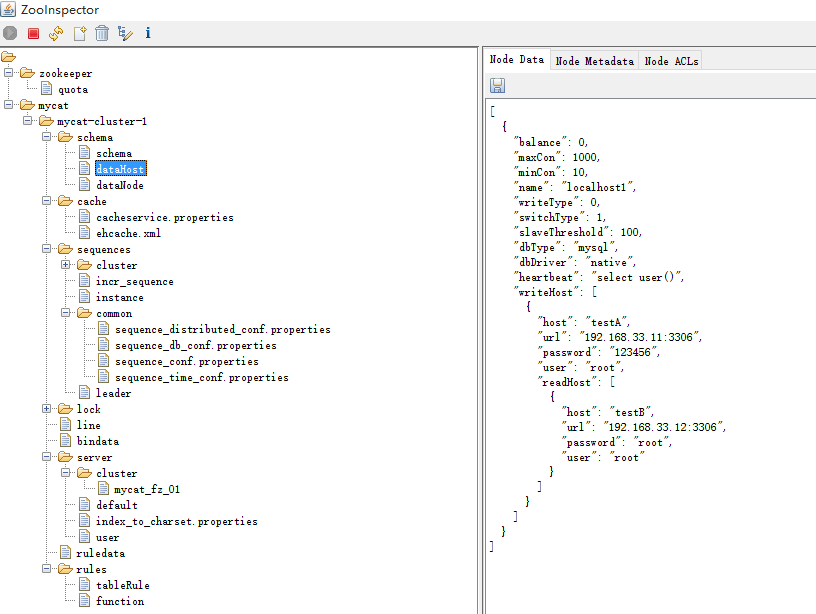 ZooInspector
zookeeper
quota
mycat
mycat-cluster-1
schema
schema
dataHost
dataNode
cache
cacheservice.properties
ehcache.xml
sequences
cluster
incr_sequence
instance
common
sequence_distributed_conf.properties
sequence_db_conf.properties
sequence_conf.properties
sequence_time_conf.properties
leader
lock
line
bindata
server
cluster
mycat_fz_01
default
index_to_charset.properties
user
ruledata
rules
tableRule
function
Node Data Node Metadata Node ACLs
[
{
"balance": 0,
"maxCon": 1000,
"minCon": 10,
"name": "localhost1",
"writeType": 0,
"switchType": 1,
"slaveThreshold": 100,
"dbType": "mysql",
"dbDriver": "native",
"heartbeat": "select user()",
"writeHost": [
{
"host": "testA",
"url": "192.168.33.11:3306",
"password": "123456",
"user": "root",
"readHost": [
{
"host": "testB",
"url": "192.168.33.12:3306",
"password": "root",
"user": "root"
}
]
}
]
}
]